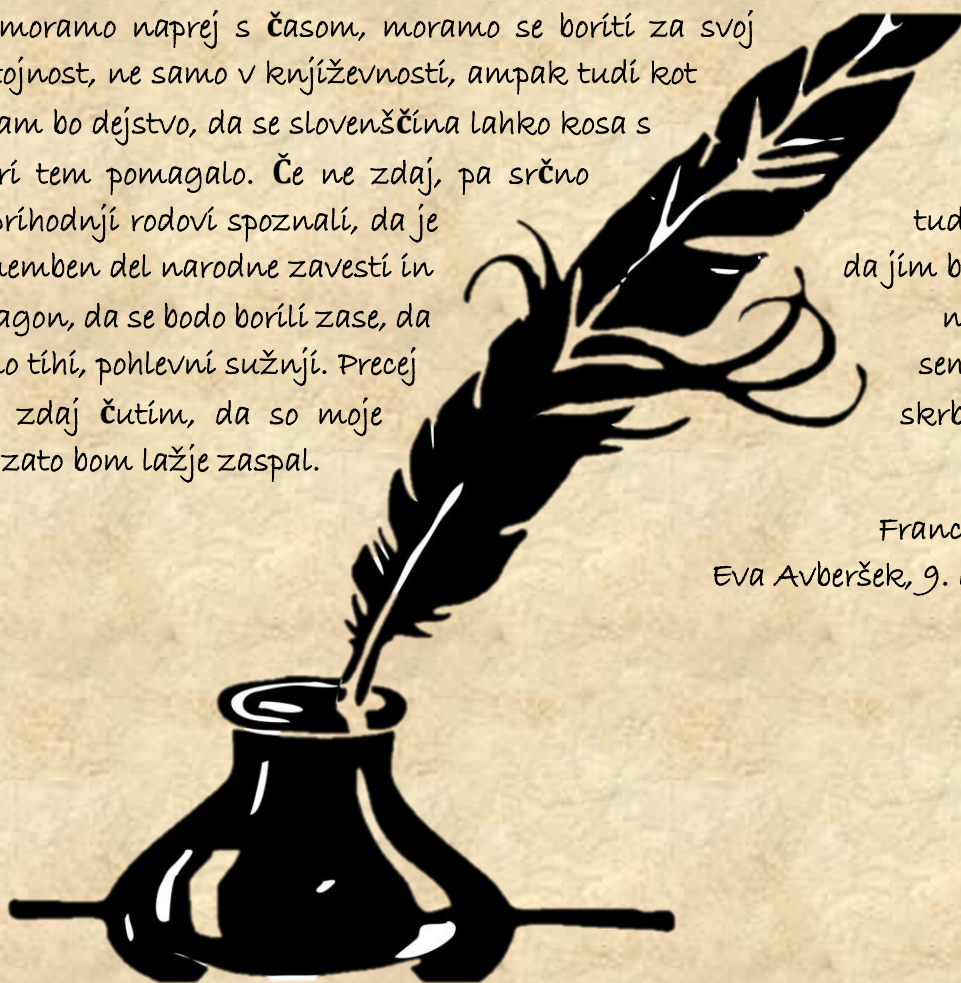 moramo naprej s časom, moramo se boriti za svoj
tojnost, ne samo v književnosti, ampak tudi kot
am bo dejstvo, da se slovenščina lahko kosa s
ri tem pomagalo. Če ne zdaj, pa srčno
prihodnji rodovi spoznali, da je tud
memben del narodne zavesti in da jim b
agon, da se bodo borili zase, da n
o tihi, pohlevni sužnji. Precej sem
zdaj čutim, da so moje skrb
zato bom lažje zaspal.
Franc
Eva Avberšek, 9.